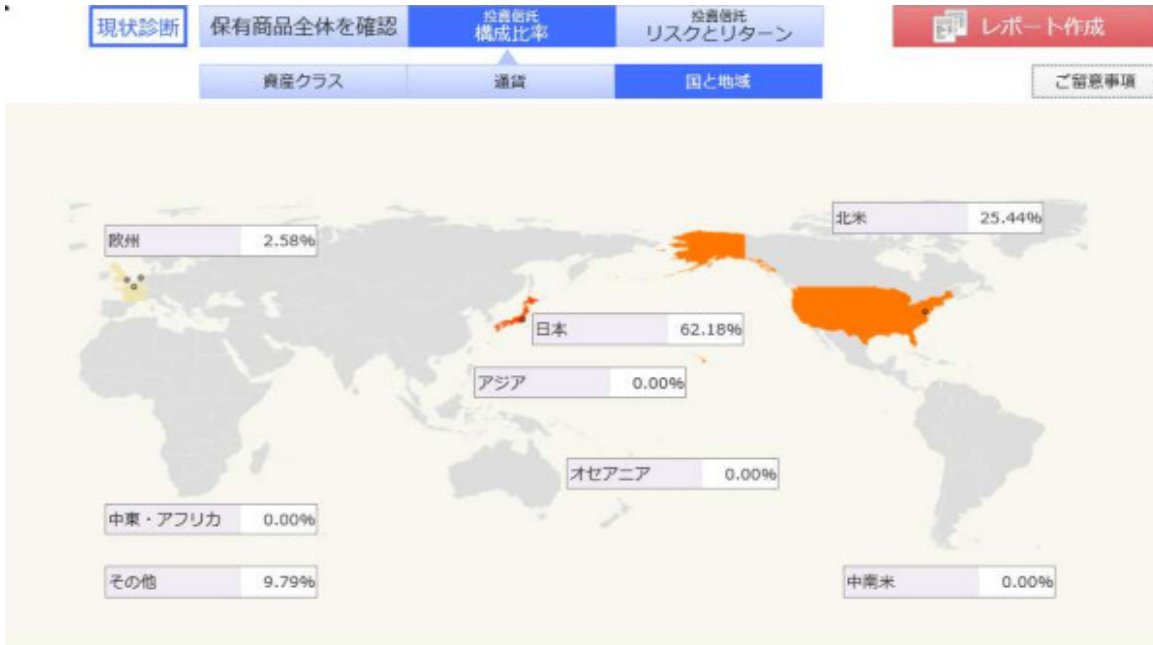 現状診断
保有商品全体を確認
投資信託
構成比率
投資信託
リスクとリターン
レポート作成
資産クラス
通貨
国と地域
ご留意事項
北米 25.44%
欧州 2.58%
日本 62.18%
アジア 0.00%
オセアニア 0.00%
中東・アフリカ 0.00%
その他 9.79%
中南米 0.00%